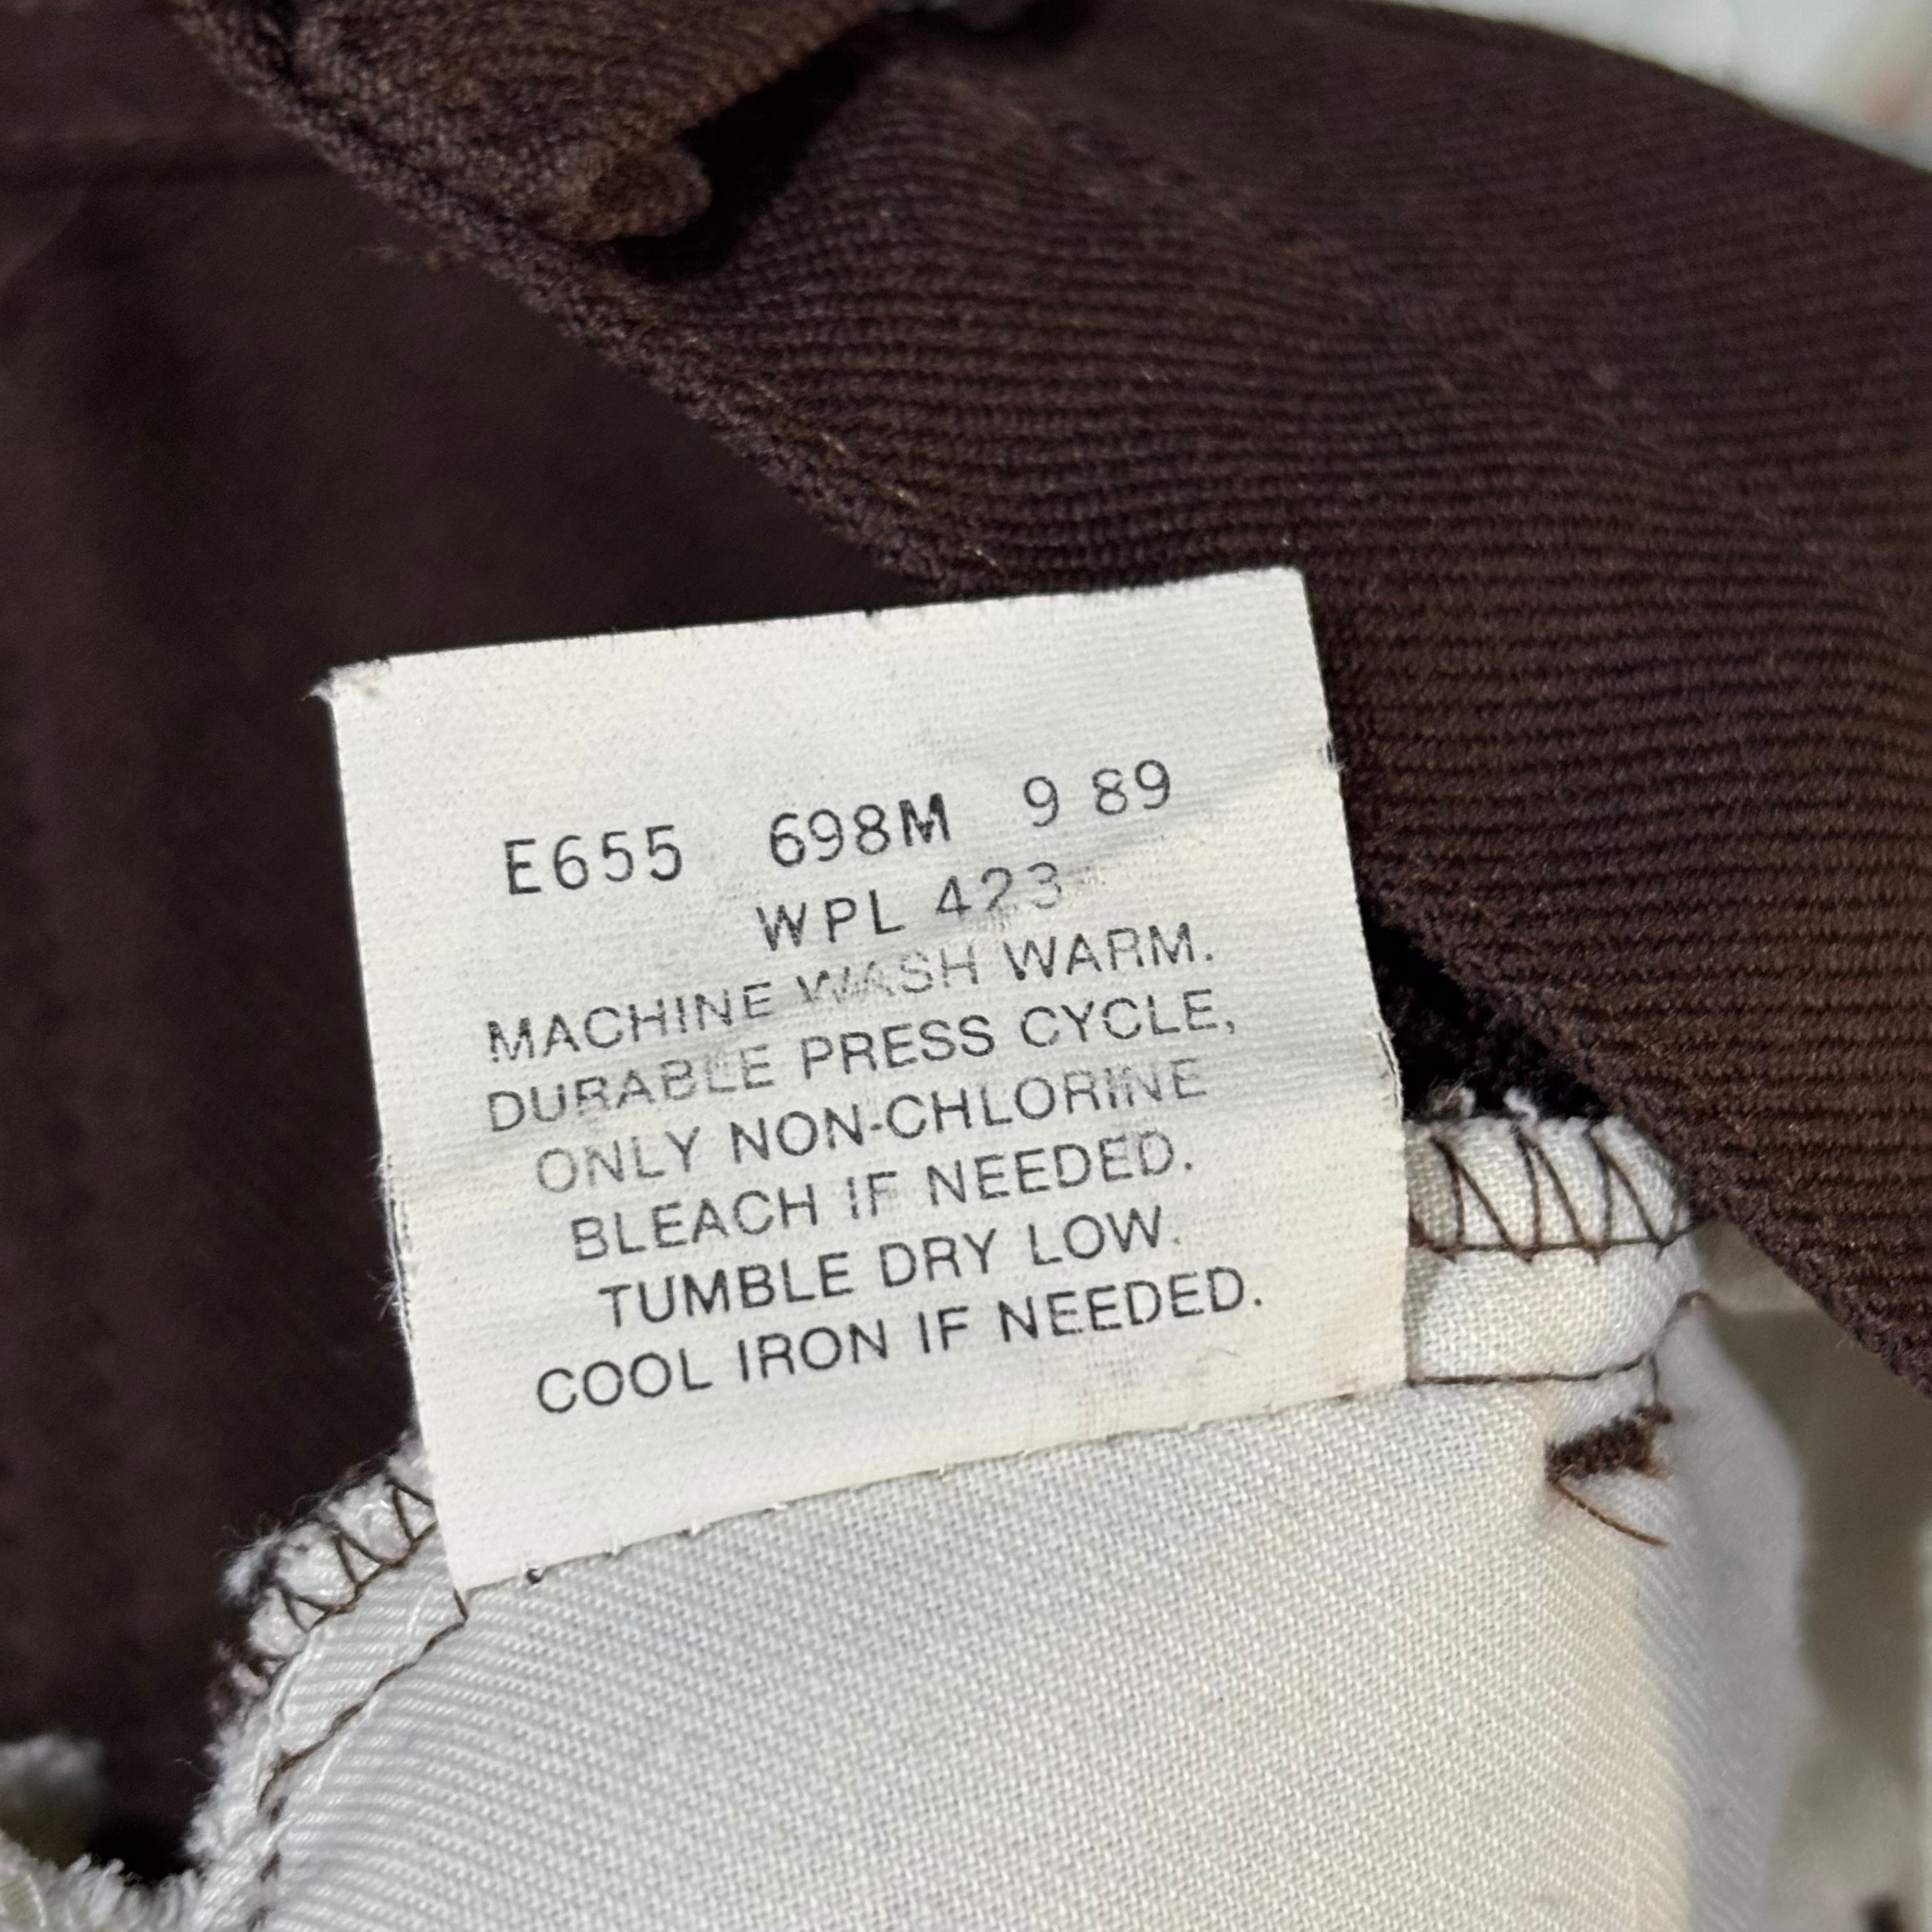 E655 698M 9 89
WPL 423
MACHINE WASH WARM.
DURABLE PRESS CYCLE,
ONLY NON-CHLORINE
BLEACH IF NEEDED.
TUMBLE DRY LOW.
COOL IRON IF NEEDED.